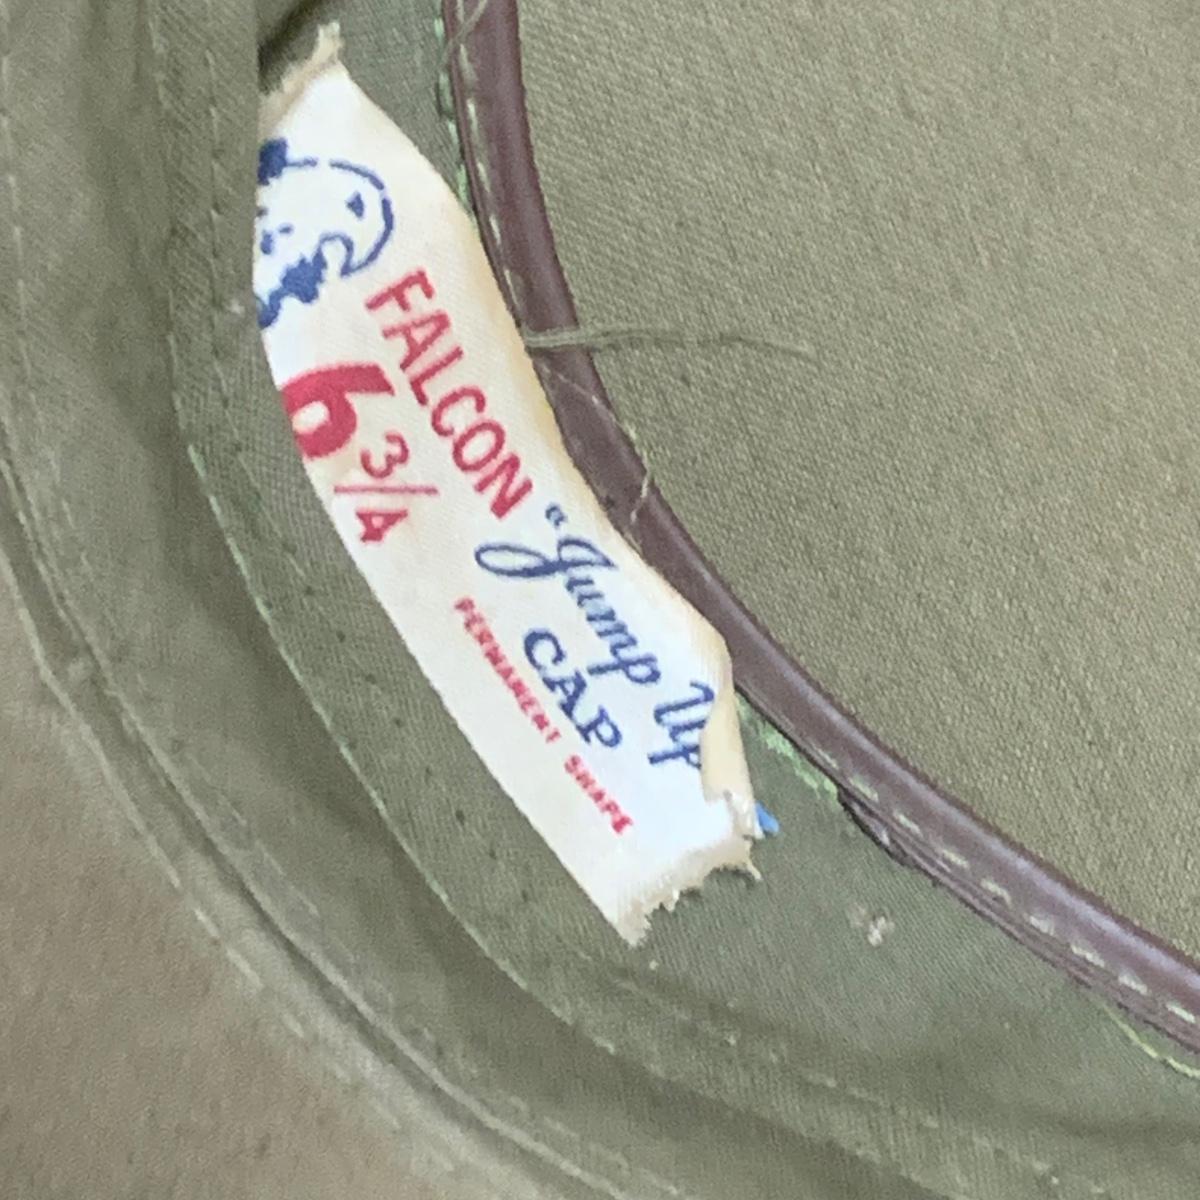 FALCON
6 3/4
"Jump Up
CAP
PERMANENT SHAPE